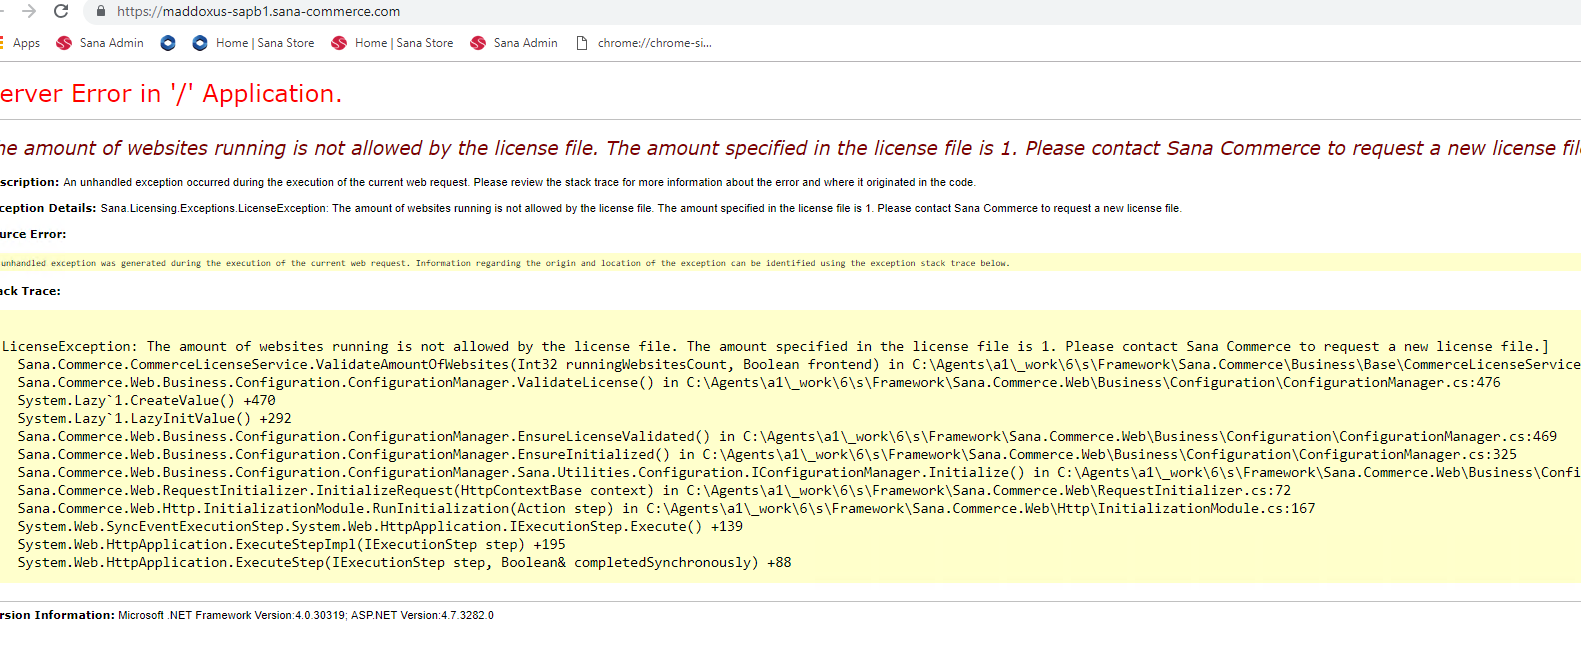 https://maddoxus-sapb1.sana-commerce.com
Apps Sana Admin Home | Sana Store Home | Sana Store Sana Admin chrome://chrome-si...
erver Error in '/' Application.
he amount of websites running is not allowed by the license file. The amount specified in the license file is 1. Please contact Sana Commerce to request a new license fil
scription: An unhandled exception occurred during the execution of the current web request. Please review the stack trace for more information about the error and where it originated in the code.
ception Details: Sana.Licensing.Exceptions.LicenseException: The amount of websites running is not allowed by the license file. The amount specified in the license file is 1. Please contact Sana Commerce to request a new license file.
urce Error:
unhandled exception was generated during the execution of the current web request. Information regarding the origin and location of the exception can be identified using the exception stack trace below.
ack Trace:
LicenseException: The amount of websites running is not allowed by the license file. The amount specified in the license file is 1. Please contact Sana Commerce to request a new license file.]
Sana.Commerce.CommerceLicenseService.ValidateAmountOfWebsites(Int32 runningWebsitesCount, Boolean frontend) in C:\Agents\a1\_work\6\s\Framework\Sana.Commerce\Business\Base\CommerceLicenseService
Sana.Commerce.Web.Business.Configuration.ConfigurationManager.ValidateLicense() in C:\Agents\a1\_work\6\s\Framework\Sana.Commerce.Web\Business\Configuration\ConfigurationManager.cs:476
System.Lazy`1.CreateValue() +470
System.Lazy`1.LazyInitValue() +292
Sana.Commerce.Web.Business.Configuration.ConfigurationManager.EnsureLicenseValidated() in C:\Agents\a1\_work\6\s\Framework\Sana.Commerce.Web\Business\Configuration\ConfigurationManager.cs:469
Sana.Commerce.Web.Business.Configuration.ConfigurationManager.EnsureInitialized() in C:\Agents\a1\_work\6\s\Framework\Sana.Commerce.Web\Business\Configuration\ConfigurationManager.cs:325
Sana.Commerce.Web.Business.Configuration.ConfigurationManager.Sana.Utilities.Configuration.IConfigurationManager.Initialize() in C:\Agents\a1\_work\6\s\Framework\Sana.Commerce.Web\Business\Confi
Sana.Commerce.Web.RequestInitializer.InitializeRequest(HttpContextBase context) in C:\Agents\a1\_work\6\s\Framework\Sana.Commerce.Web\RequestInitializer.cs:72
Sana.Commerce.Web.Http.InitializationModule.RunInitialization(Action step) in C:\Agents\a1\_work\6\s\Framework\Sana.Commerce.Web\Http\InitializationModule.cs:167
System.Web.SyncEventExecutionStep.System.Web.HttpApplication.IExecutionStep.Execute() +139
System.Web.HttpApplication.ExecuteStepImpl(IExecutionStep step) +195
System.Web.HttpApplication.ExecuteStep(IExecutionStep step, Boolean& completedSynchronously) +88
rsion Information: Microsoft .NET Framework Version:4.0.30319; ASP.NET Version:4.7.3282.0